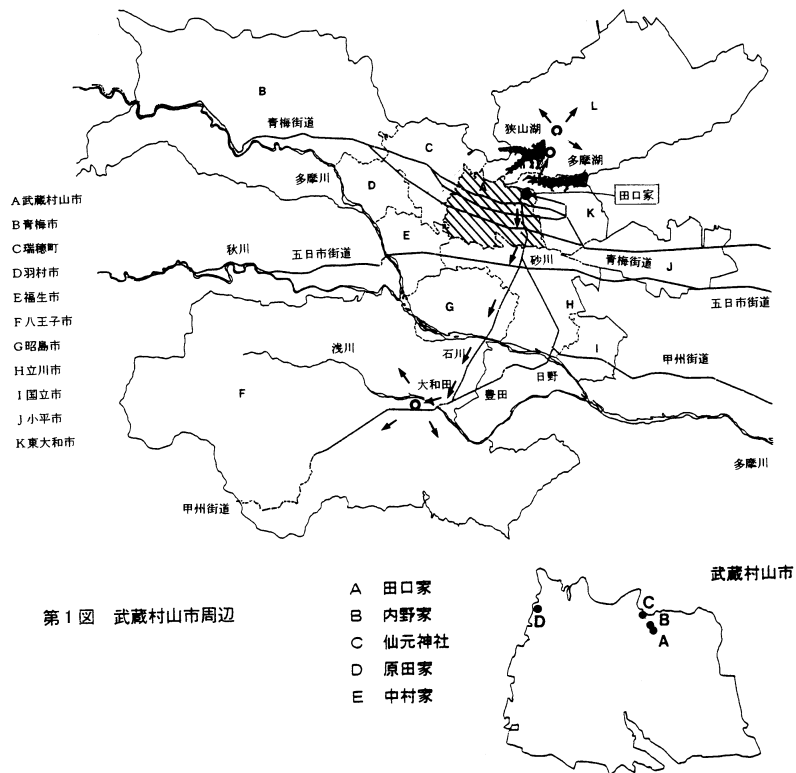 B
L
青梅街道
C
狭山湖
多摩湖
多摩川
D
A
田口家
K
A武蔵村山市
B青梅市
C瑞穂町
D羽村市
E福生市
F八王子市
G昭島市
H立川市
I国立市
J小平市
K東大和市
E
秋川
五日市街道
砂川
青梅街道
J
五日市街道
G
H
I
浅川
石川
甲州街道
大和田
日野
豊田
F
多摩川
甲州街道
武蔵村山市
第1図 武蔵村山市周辺
A 田口家
B 内野家
C 仙元神社
D 原田家
E 中村家
C
B
D
A